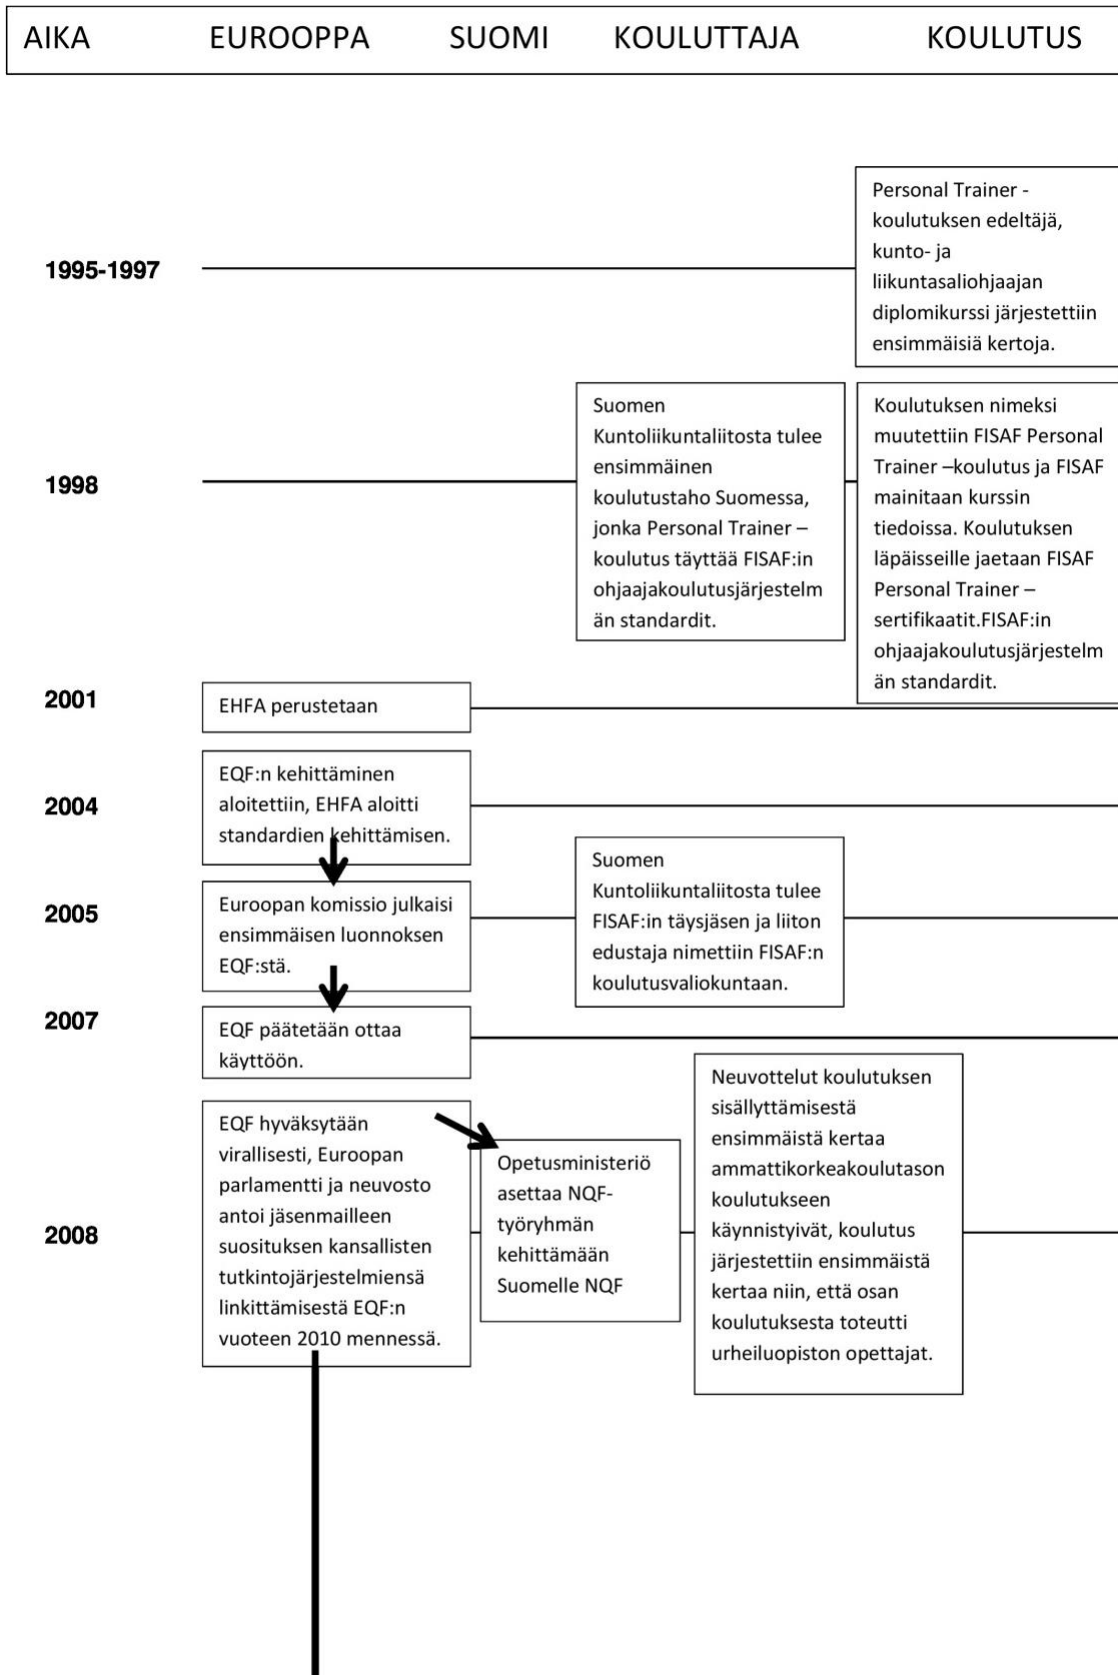 AIKA EUROOPPA SUOMI KOULUTTAJA KOULUTUS
1995-1997
Personal Trainer -
koulutuksen edeltäjä,
kunto- ja
liikuntasaliohjaajan
diplomikurssi järjestettiin
ensimmäisiä kertoja.
1998
Suomen
Kuntoliikuntaliitosta tulee
ensimmäinen
koulutustaho Suomessa,
jonka Personal Trainer –
koulutus täyttää FISAF:in
ohjaajakoulutusjärjestelm
än standardit.
Koulutuksen nimeksi
muutettiin FISAF Personal
Trainer –koulutus ja FISAF
mainitaan kurssin
tiedoissa. Koulutuksen
läpäisseille jaetaan FISAF
Personal Trainer –
sertifikaatit.FISAF:in
ohjaajakoulutusjärjestelm
än standardit.
2001
EHFA perustetaan
2004
EQF:n kehittäminen
aloitettiin, EHFA aloitti
standardien kehittämisen.
2005
Euroopan komissio julkaisi
ensimmäisen luonnoksen
EQF:stä.
Suomen
Kuntoliikuntaliitosta tulee
FISAF:in täysjäsen ja liiton
edustaja nimettiin FISAF:n
koulutusvaliokuntaan.
2007
EQF päätetään ottaa
käyttöön.
2008
EQF hyväksytään
virallisesti, Euroopan
parlamentti ja neuvosto
antoi jäsenmailleen
suosituksen kansallisten
tutkintojärjestelmiensä
linkittämisestä EQF:n
vuoteen 2010 mennessä.
Opetusministeriö
asettaa NQF-
työryhmän
kehittämään
Suomelle NQF
Neuvottelut koulutuksen
sisällyttämisestä
ensimmäistä kertaa
ammattikorkeakoulutason
koulutukseen
käynnistyivät, koulutus
järjestettiin ensimmäistä
kertaa niin, että osan
koulutuksesta toteutti
urheiluopiston opettajat.